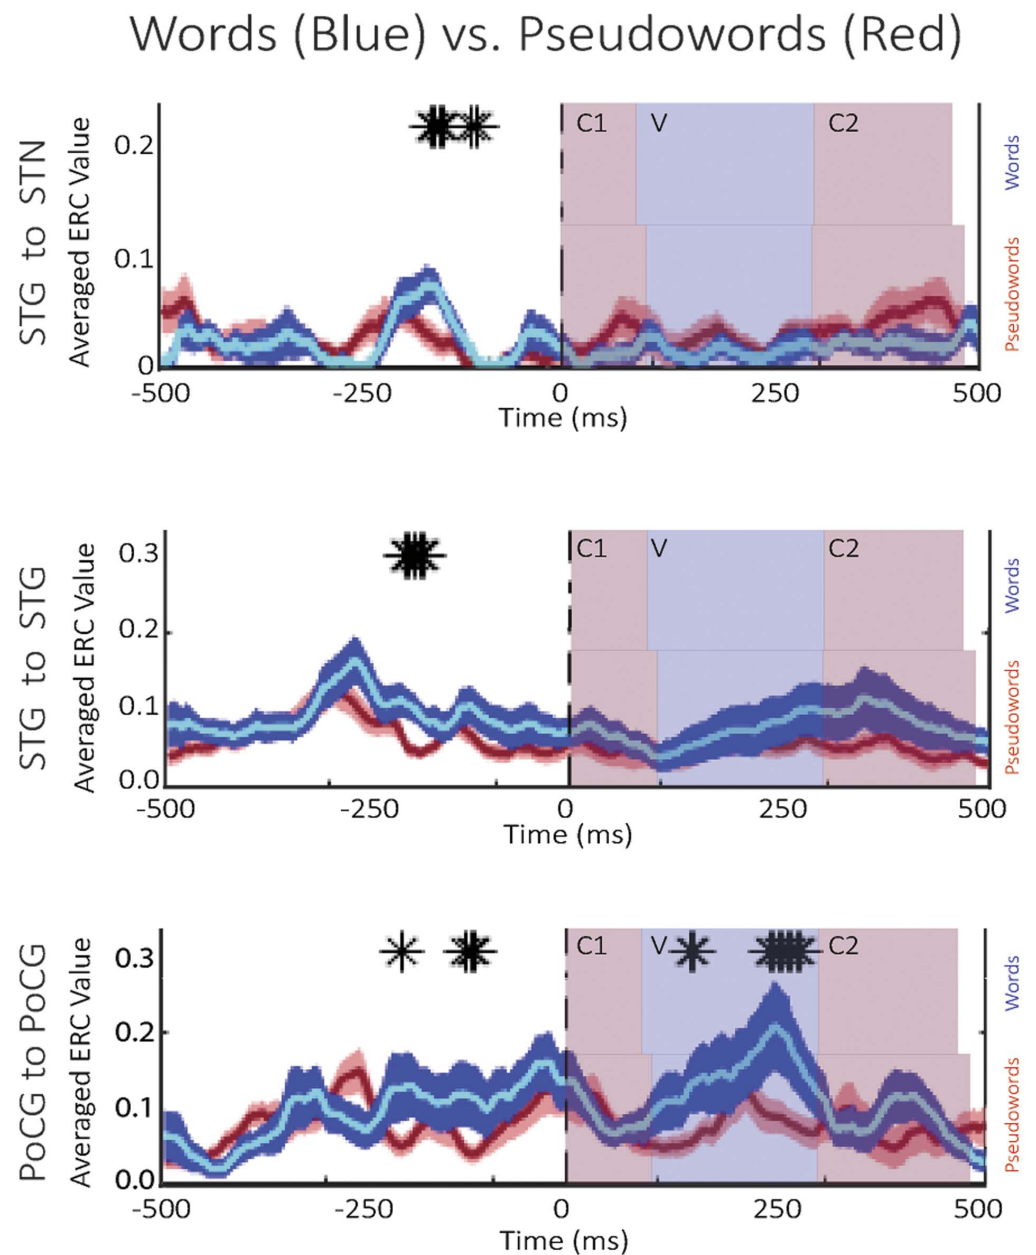 Words (Blue) vs. Pseudowords (Red)
STG to STN
Averaged ERC Value
0.2
0.1
0
C1
V
C2
Words
Pseudowords
-500
-250
0
250
500
Time (ms)
STG to STG
Averaged ERC Value
0.3
0.2
0.1
0.0
C1
V
C2
Words
Pseudowords
-500
-250
0
250
500
Time (ms)
PoCG to PoCG
Averaged ERC Value
0.3
0.2
0.1
0.0
C1
V
C2
Words
Pseudowords
-500
-250
0
250
500
Time (ms)